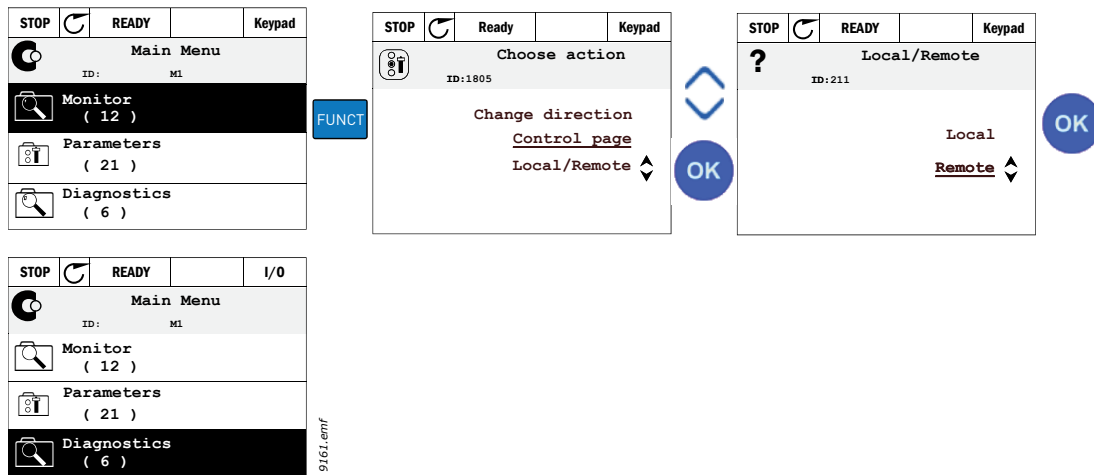 STOP READY Keypad
Main Menu
ID: M1
Monitor
( 12 )
Parameters
( 21 )
Diagnostics
( 6 )
FUNCT
STOP Ready Keypad
Choose action
ID:1805
Change direction
Control page
Local/Remote
OK
STOP READY Keypad
?
Local/Remote
ID:211
Local
Remote
OK
STOP READY I/0
Main Menu
ID: M1
Monitor
( 12 )
Parameters
( 21 )
Diagnostics
( 6 )
9161.emf